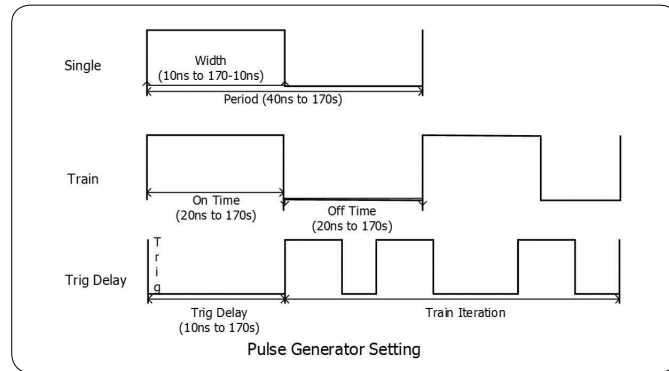 Single
Width
(10ns to 170-10ns)
Period (40ns to 170s)
Train
On Time
(20ns to 170s)
Off Time
(20ns to 170s)
Trig
Trig Delay
Trig Delay
(10ns to 170s)
Train Iteration
Pulse Generator Setting